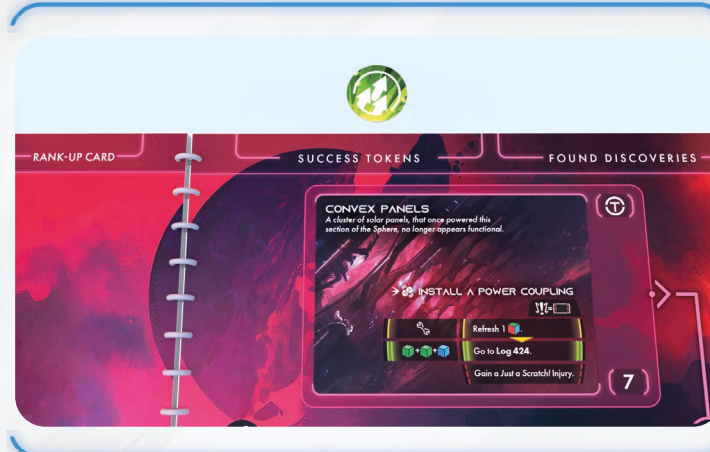 RANK-UP CARD
SUCCESS TOKENS
FOUND DISCOVERIES
CONVEX PANELS
A cluster of solar panels, that once powered this
section of the Sphere, no longer appears functional.
INSTALL A POWER COUPLING
=
Refresh 1 .
+ +
Go to Log 424.
Gain a Just a Scratch! Injury.
T
7